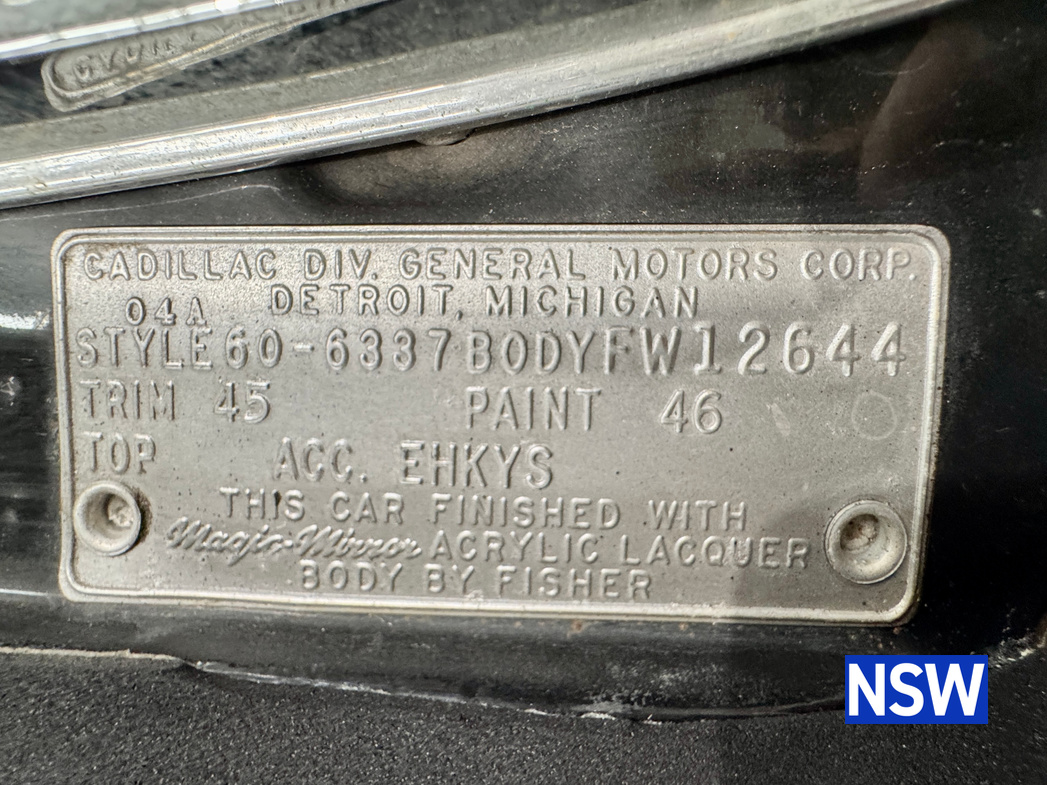 CADILLAC DIV. GENERAL MOTORS CORP.
DETROIT, MICHIGAN
04A
STYLE 60-6337 BODY FW12644
TRIM 45 PAINT 46
TOP ACC. EHKYS
THIS CAR FINISHED WITH
Magic-Mirror ACRYLIC LACQUER
BODY BY FISHER
NSW